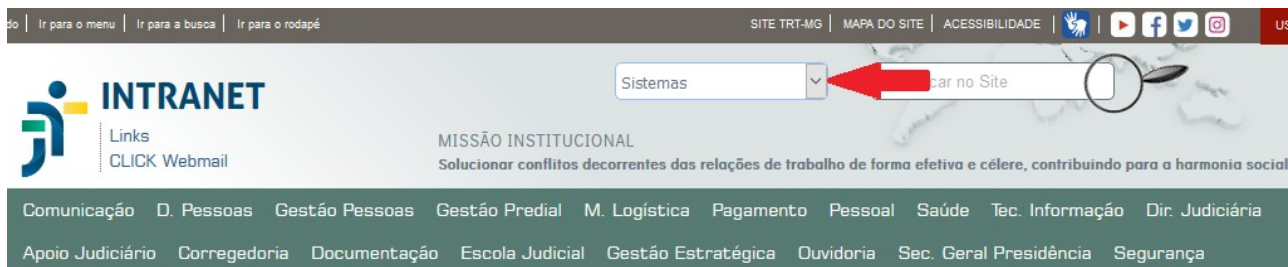 do | Ir para o menu | Ir para a busca | Ir para o rodapé SITE TRT-MG | MAPA DO SITE | ACESSIBILIDADE
INTRANET
Links
CLICK Webmail
Sistemas
car no Site
MISSÃO INSTITUCIONAL
Solucionar conflitos decorrentes das relações de trabalho de forma efetiva e célere, contribuindo para a harmonia social
Comunicação D. Pessoas Gestão Pessoas Gestão Predial M. Logística Pagamento Pessoal Saúde Tec. Informação Dir. Judiciária
Apoio Judiciário Corregedoria Documentação Escola Judicial Gestão Estratégica Ouvidoria Sec. Geral Presidência Segurança